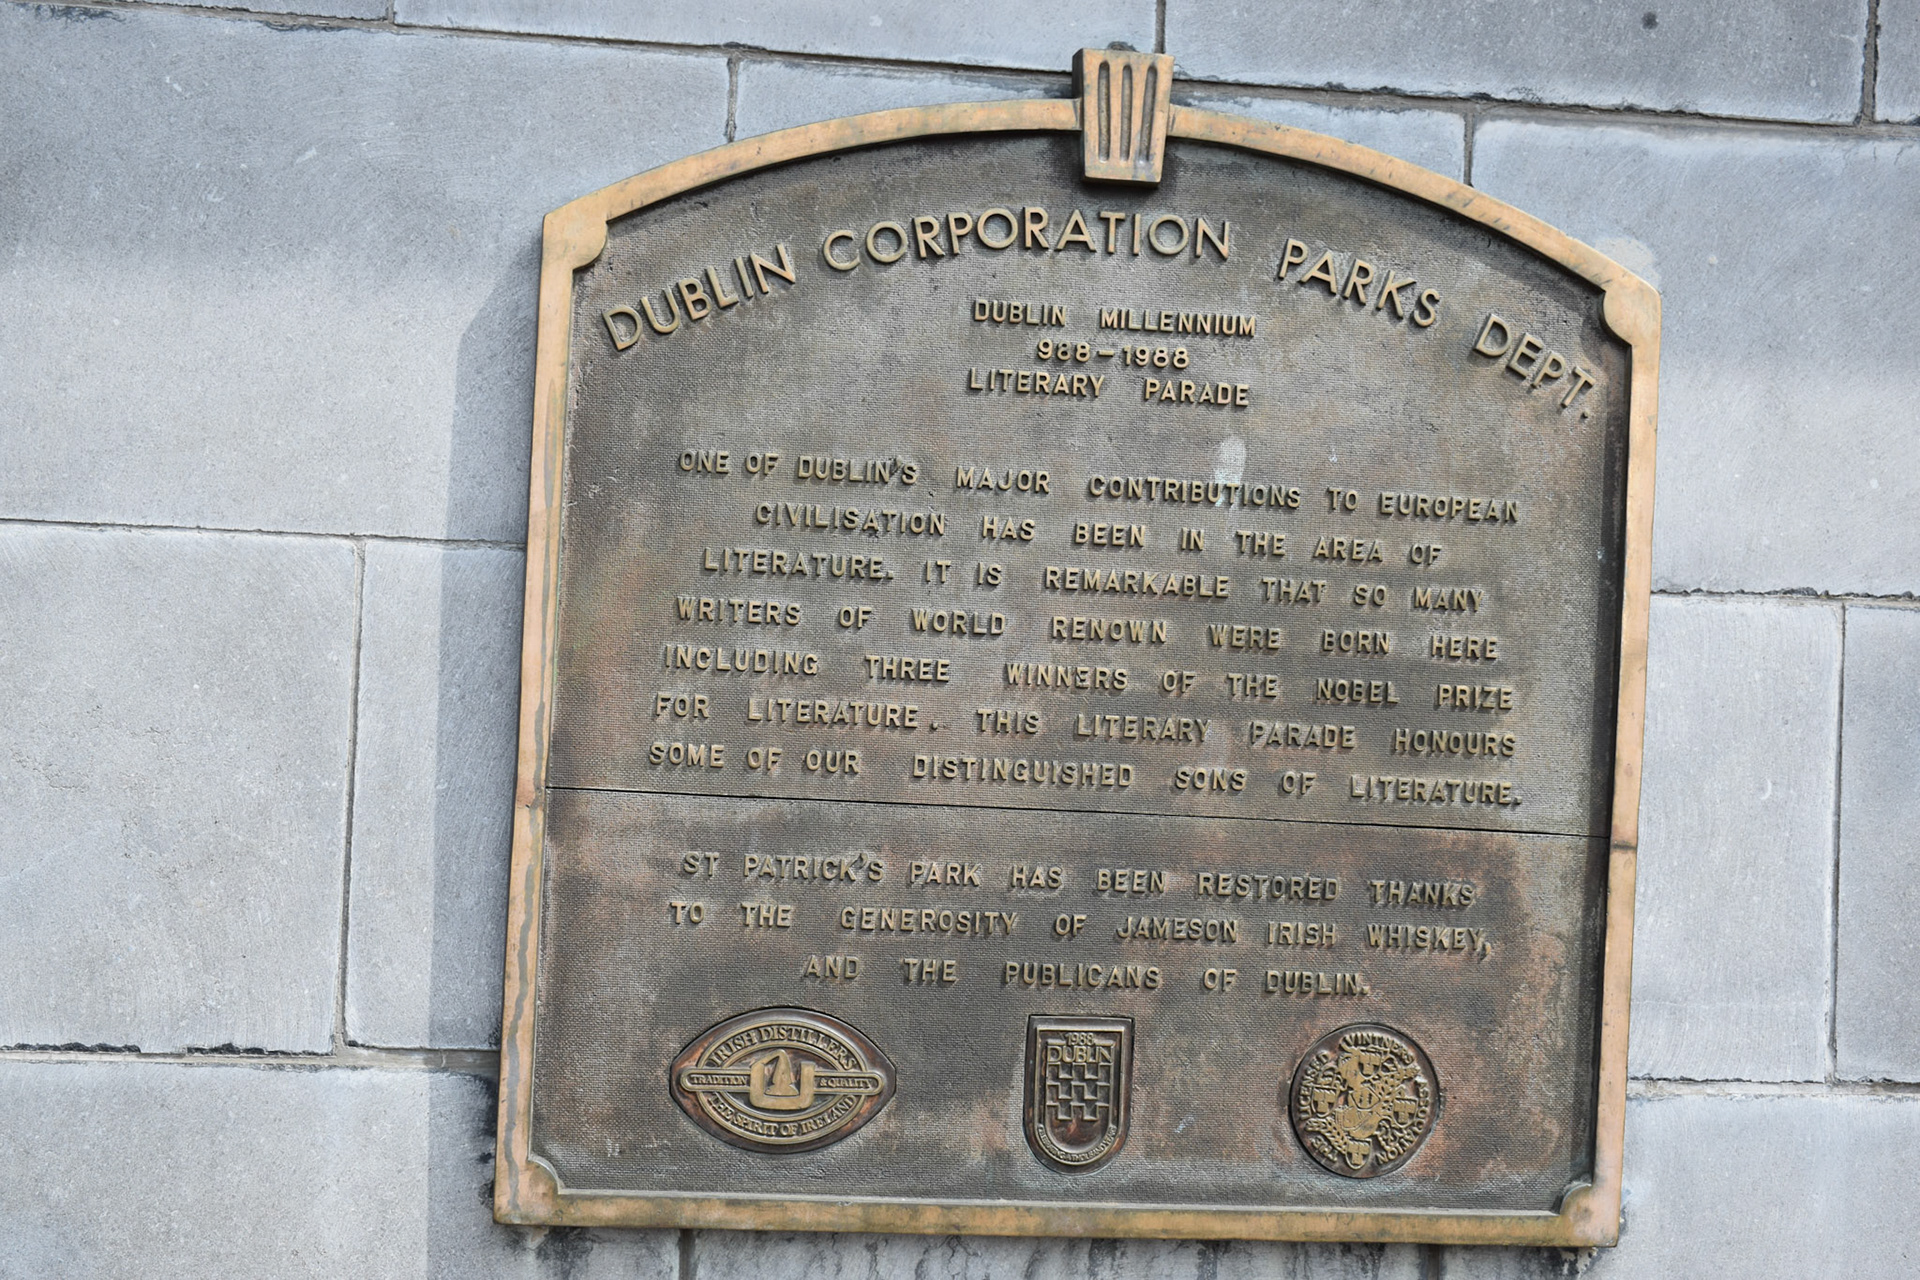 DUBLIN CORPORATION PARKS DEPT.
DUBLIN MILLENNIUM
988-1988
LITERARY PARADE
ONE OF DUBLIN'S MAJOR CONTRIBUTIONS TO EUROPEAN
CIVILISATION HAS BEEN IN THE AREA OF
LITERATURE. IT IS REMARKABLE THAT SO MANY
WRITERS OF WORLD RENOWN WERE BORN HERE
INCLUDING THREE WINNERS OF THE NOBEL PRIZE
FOR LITERATURE. THIS LITERARY PARADE HONOURS
SOME OF OUR DISTINGUISHED SONS OF LITERATURE.
ST PATRICK'S PARK HAS BEEN RESTORED THANKS
TO THE GENEROSITY OF JAMESON IRISH WHISKEY,
AND THE PUBLICANS OF DUBLIN.
IRISH DISTILLERS
TRADITION & QUALITY
THE SPIRIT OF IRELAND
1988
DUBLIN
THE LICENSED VINTNERS ASSOCIATION